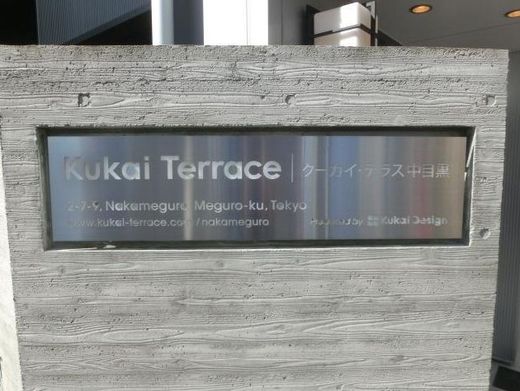 Kukai Terrace | クーカイ・テラス中目黒
2-7-9, Nakameguro Meguro-ku, Tokyo
www.kukai-terrace.com/nakameguro
Produced by Kukai Design